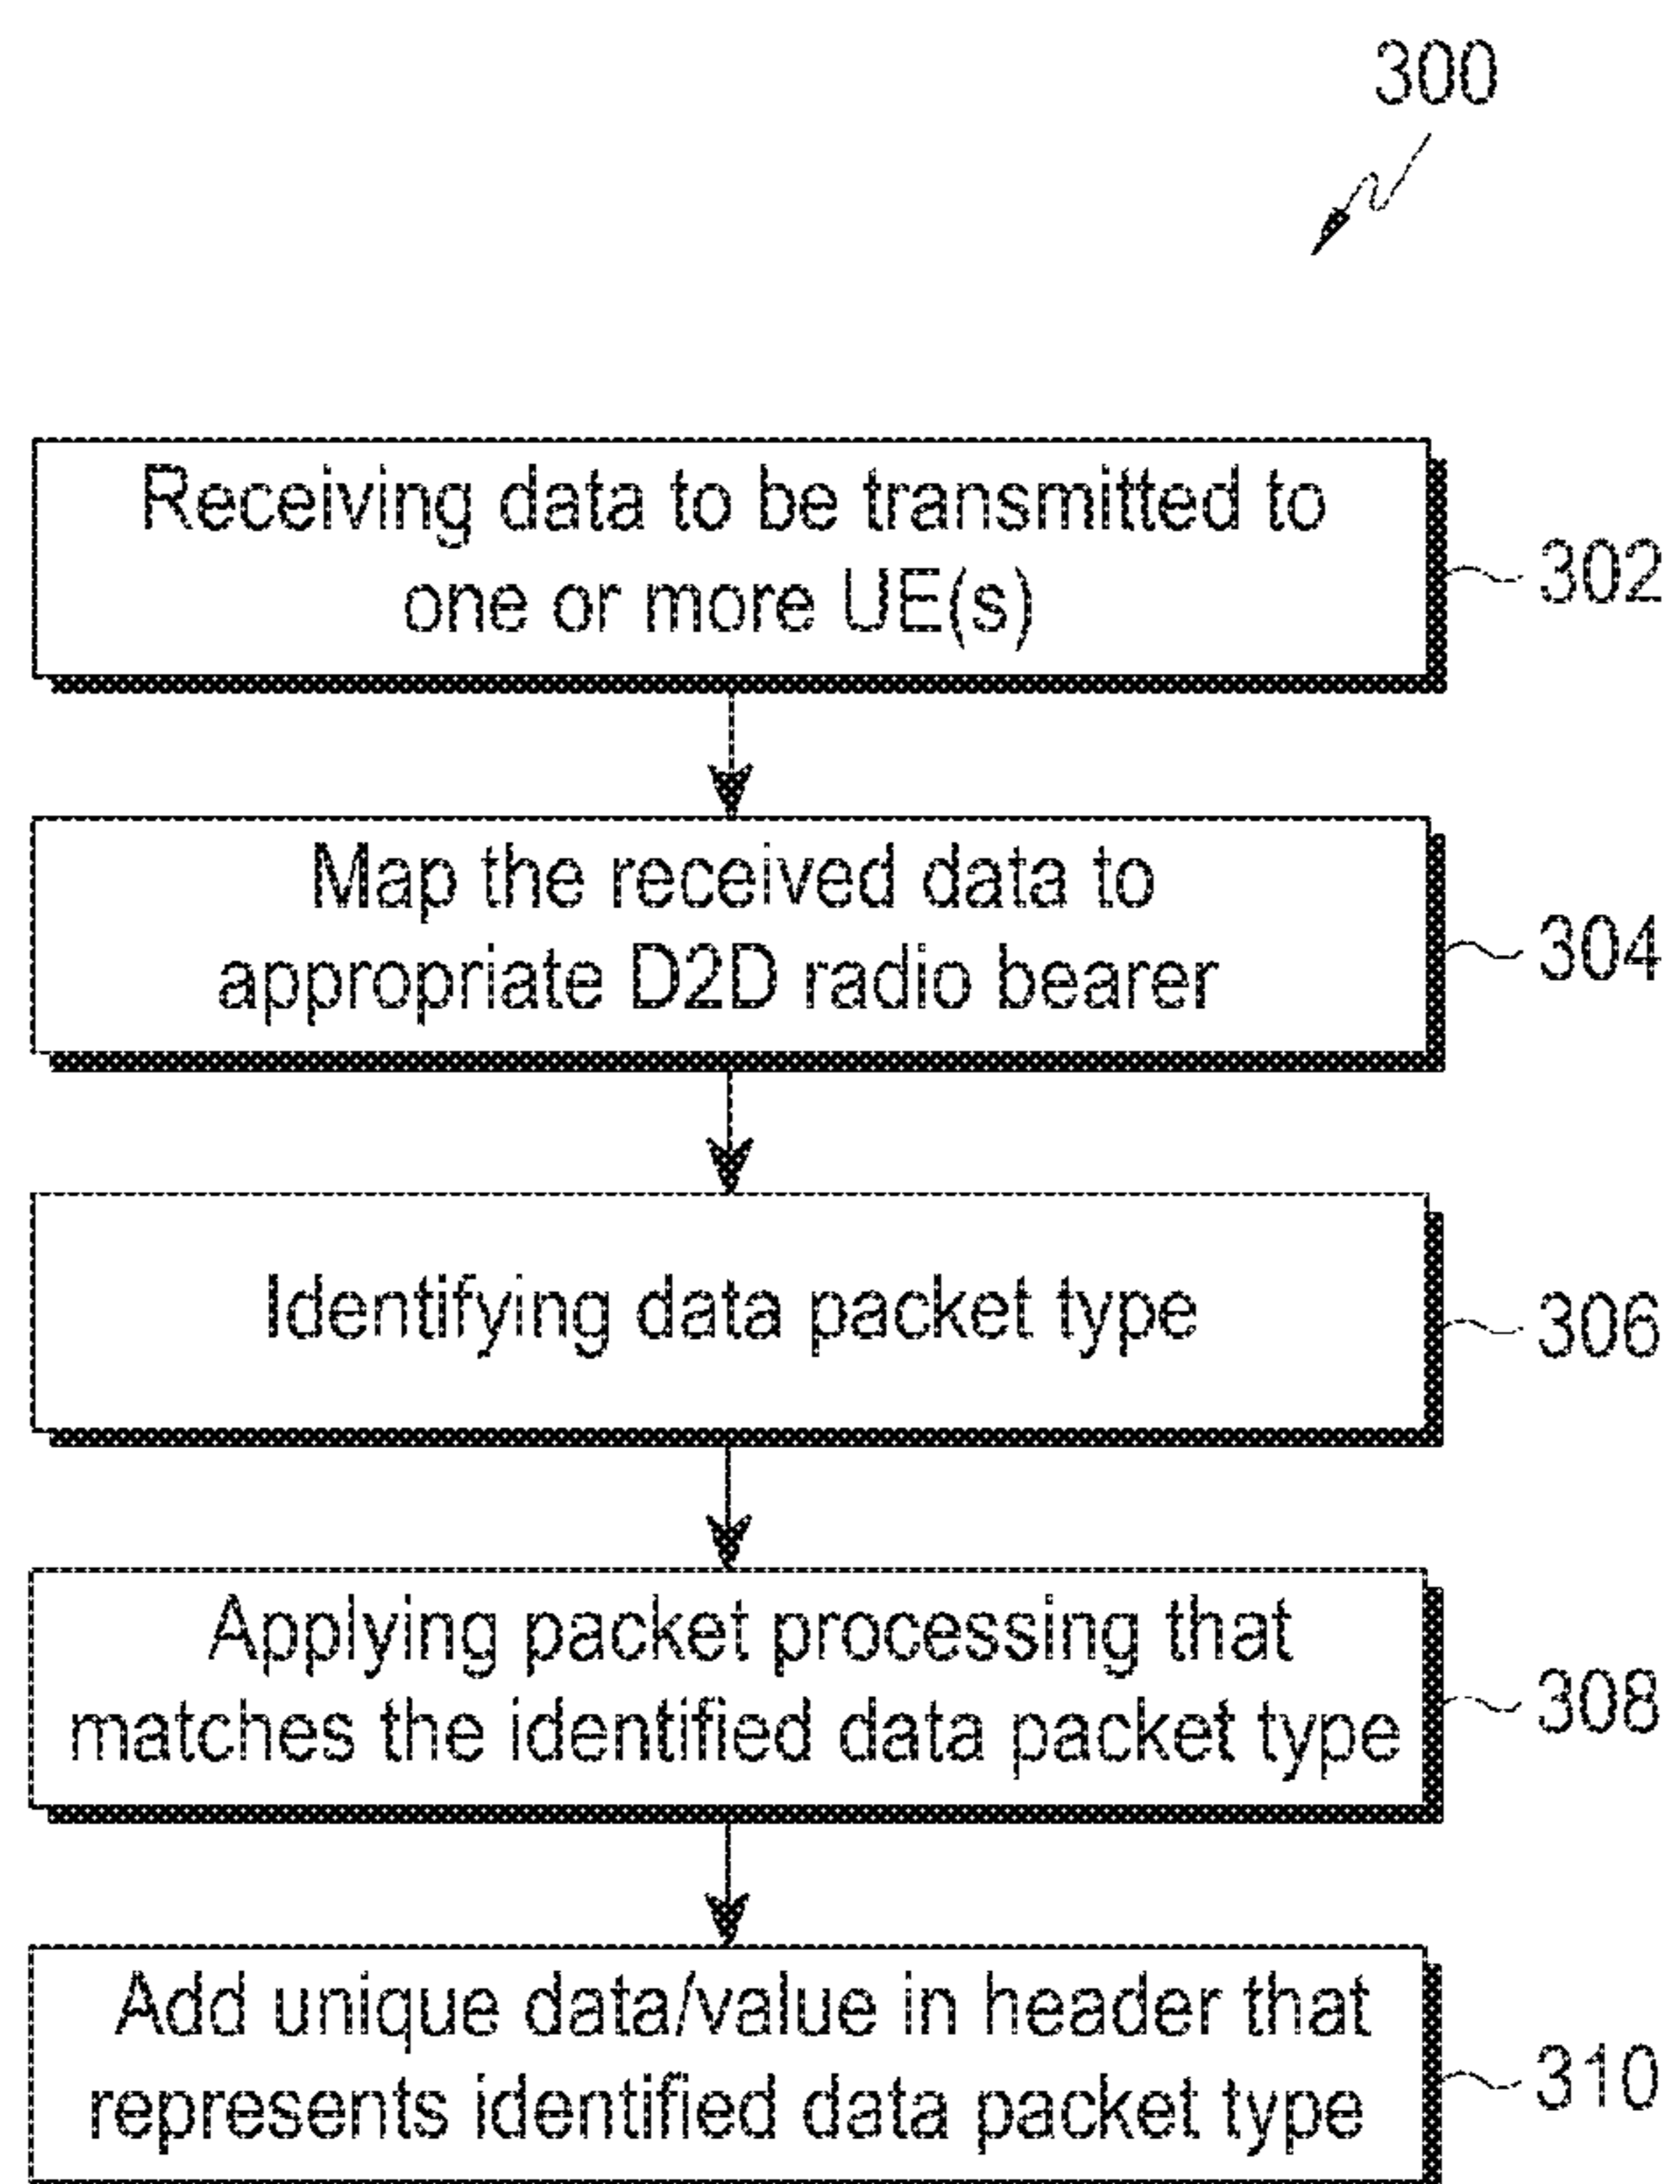 300
Receiving data to be transmitted to
one or more UE(s)
302
Map the received data to
appropriate D2D radio bearer
304
Identifying data packet type
306
Applying packet processing that
matches the identified data packet type
308
Add unique data/value in header that
represents identified data packet type
310